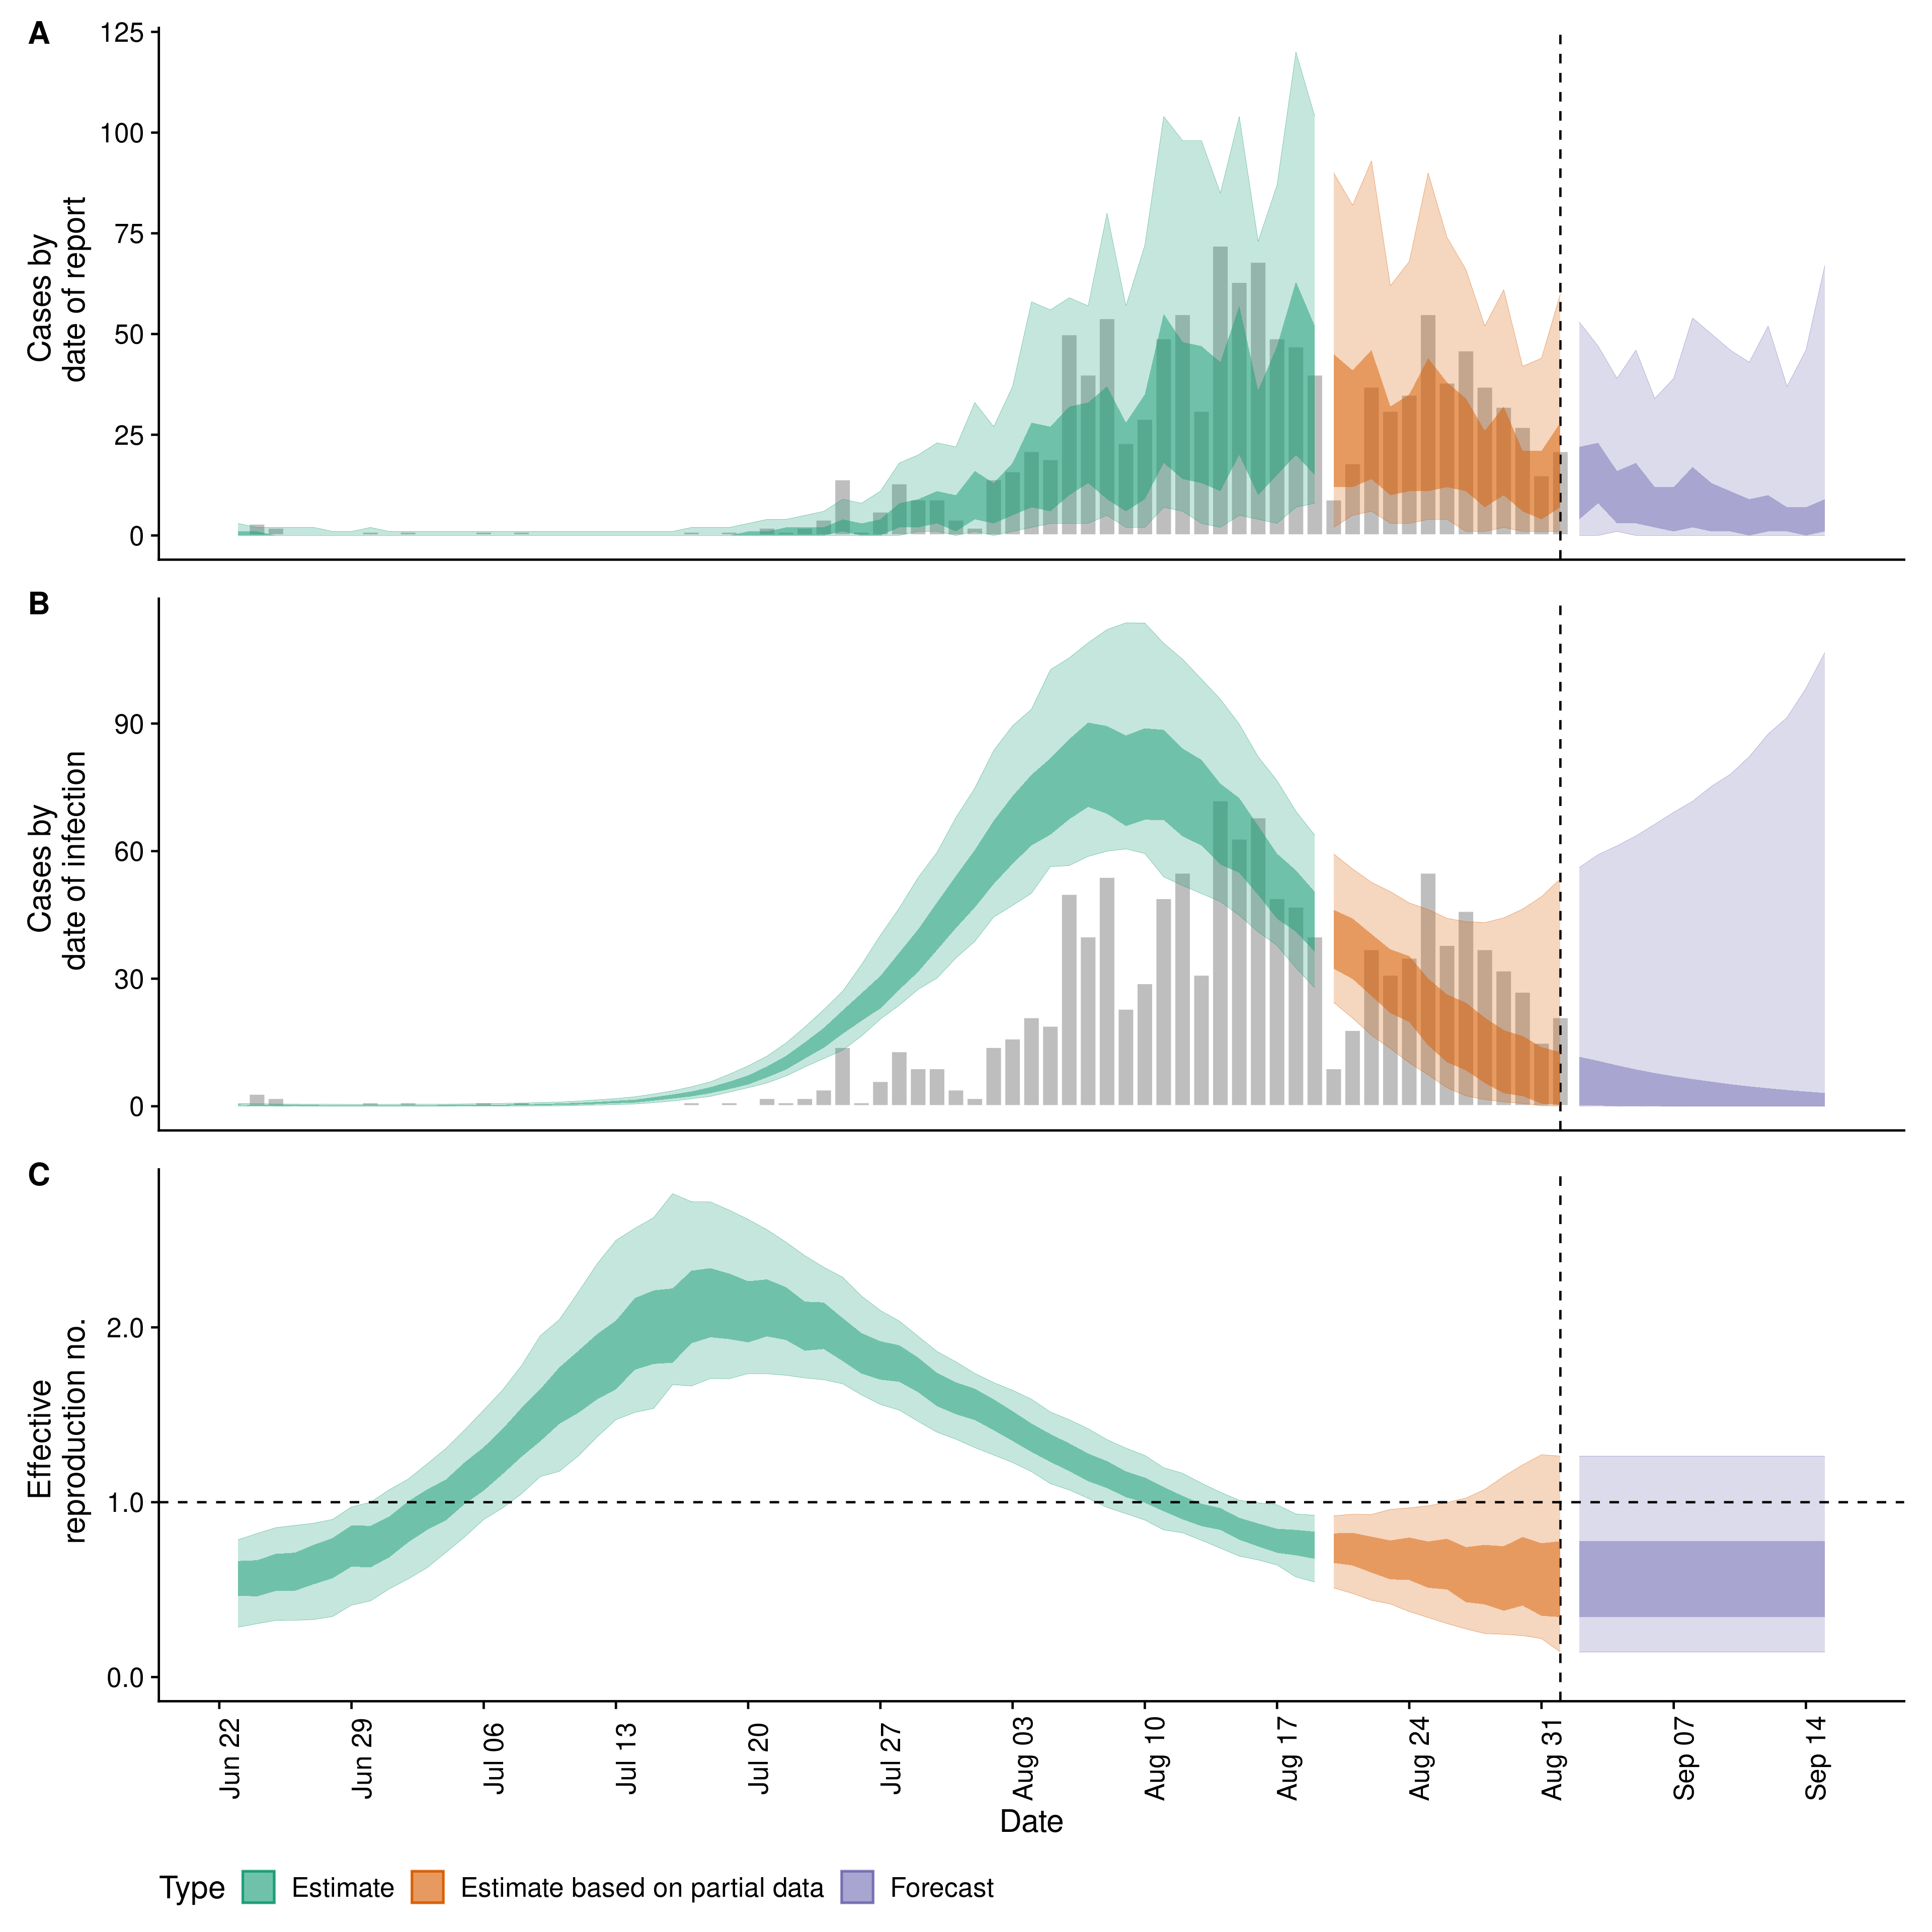 A
Cases by
date of report
125
100
75
50
25
0
B
Cases by
date of infection
90
60
30
0
C
Effective
reproduction no.
2.0
1.0
0.0
Jun 22
Jun 29
Jul 06
Jul 13
Jul 20
Jul 27
Aug 03
Aug 10
Aug 17
Aug 24
Aug 31
Sep 07
Sep 14
Date
Type Estimate Estimate based on partial data Forecast